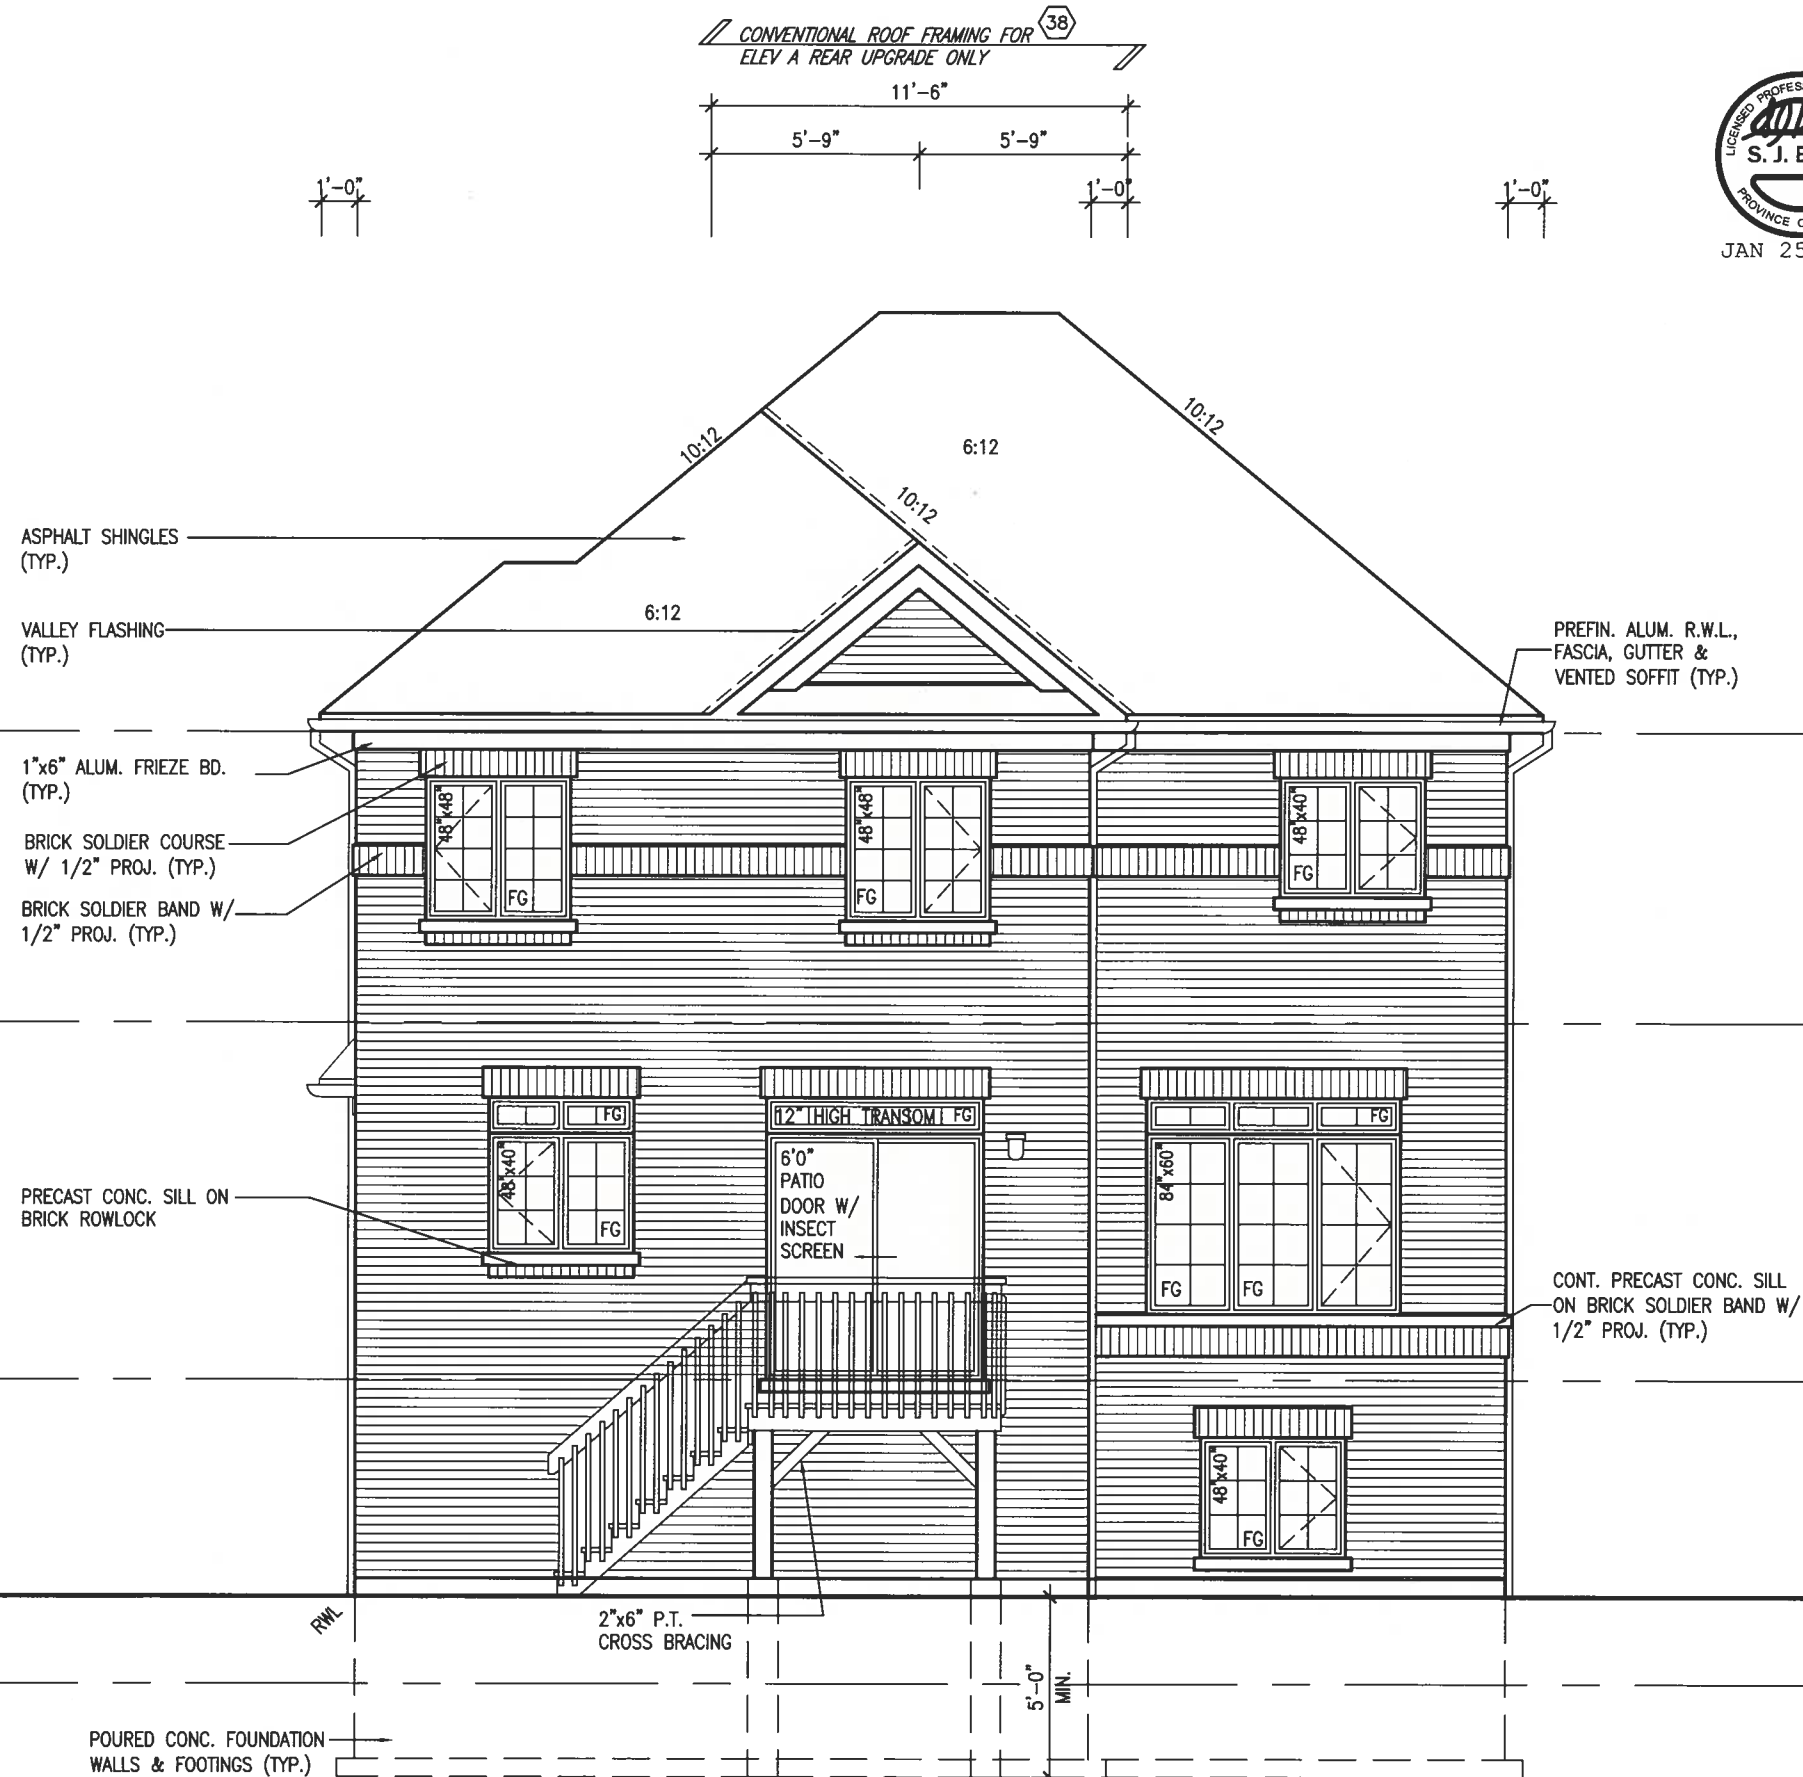 CONVENTIONAL ROOF FRAMING FOR 38
ELEV A REAR UPGRADE ONLY
11'-6"
5'-9" 5'-9"
1'-0" 1'-0" 1'-0"
LICENSED
PROVINCE
S. J.
JAN 25
10:12
10:12
6:12
10:12
ASPHALT SHINGLES
(TYP.)
6:12
VALLEY FLASHING
(TYP.)
PREFIN. ALUM. R.W.L.,
FASCIA, GUTTER &
VENTED SOFFIT (TYP.)
1"x6" ALUM. FRIEZE BD.
(TYP.)
BRICK SOLDIER COURSE
W/ 1/2" PROJ. (TYP.)
BRICK SOLDIER BAND W/
1/2" PROJ. (TYP.)
48"x48"
FG
48"x48"
FG
48"x40"
FG
FG
48"x40"
FG
12" HIGH TRANSOM FG
6'0"
PATIO
DOOR W/
INSECT
SCREEN
FG
84"x60"
FG FG
PRECAST CONC. SILL ON
BRICK ROWLOCK
CONT. PRECAST CONC. SILL
ON BRICK SOLDIER BAND W/
1/2" PROJ. (TYP.)
48"x40"
FG
RWL
2"x6" P.T.
CROSS BRACING
5'-0"
MIN.
POURED CONC. FOUNDATION
WALLS & FOOTINGS (TYP.)